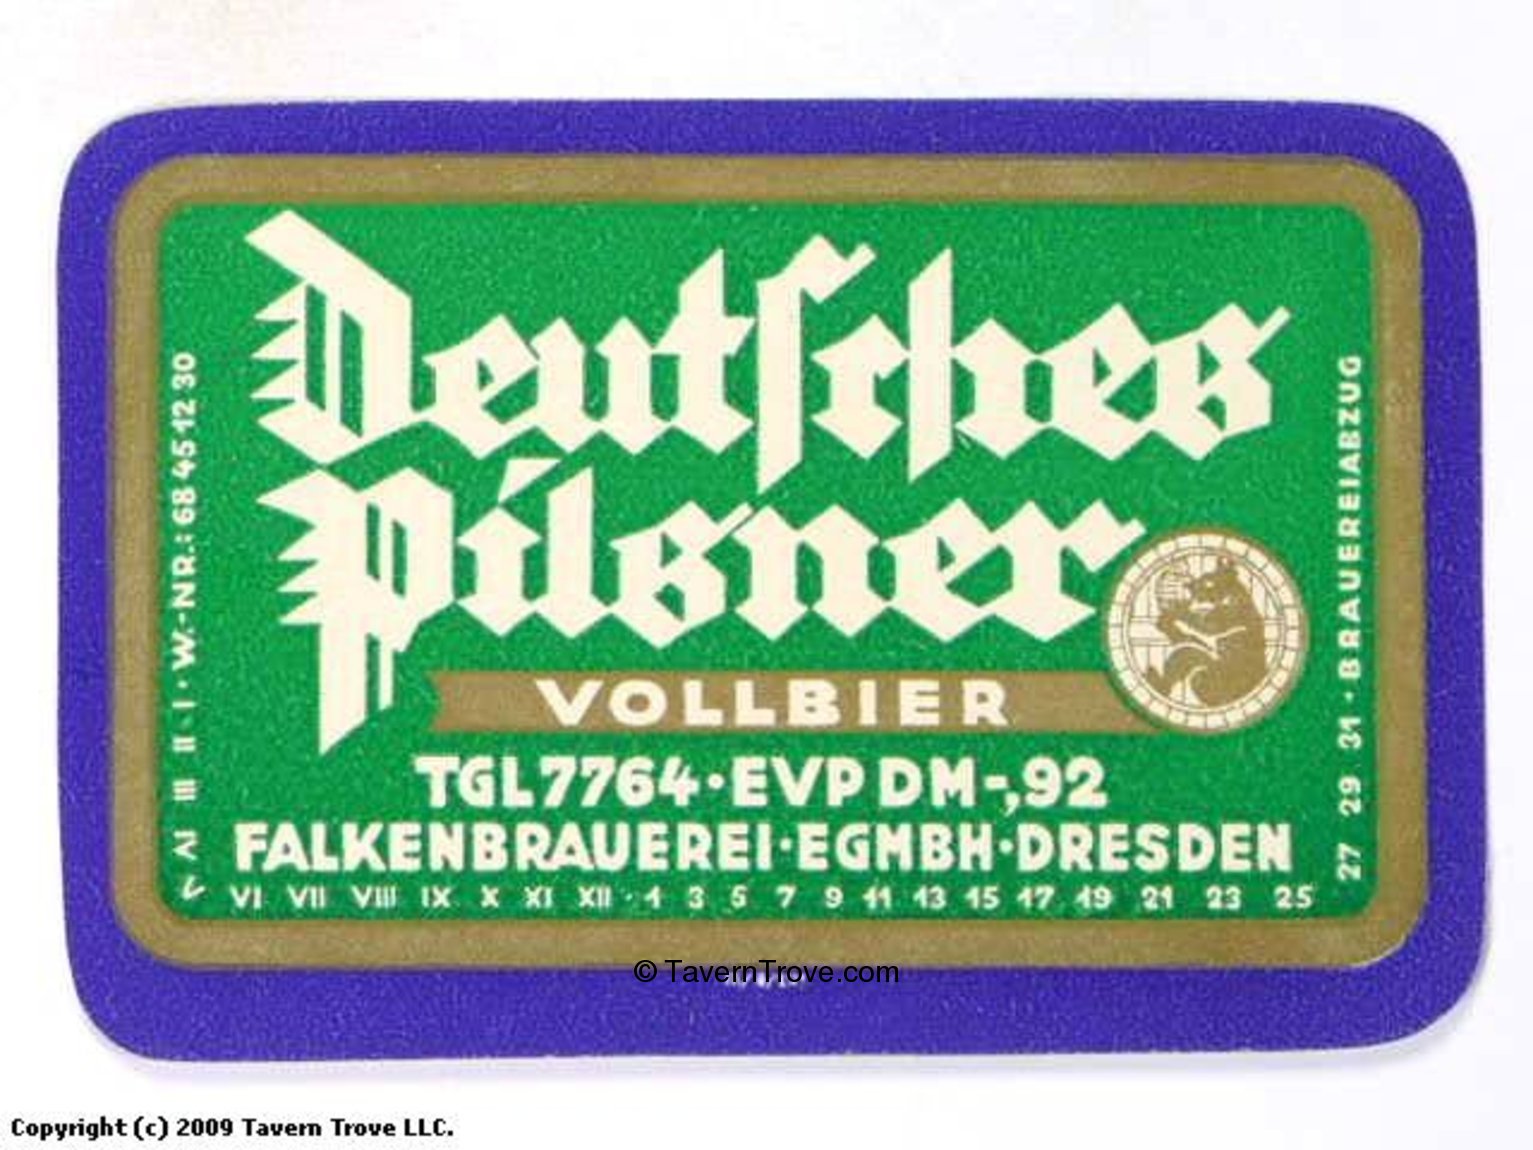 Deutſches
Pilsner
VOLLBIER
TGL 7764 · EVP DM -,92
FALKENBRAUEREI · EGMBH · DRESDEN
V IV III II I · W.-NR.: 68 45 12 30
VI VII VIII IX X XI XII · 1 3 5 7 9 11 13 15 17 19 21 23 25
27 29 31 · BRAUEREIABZUG
© TavernTrove.com
Copyright (c) 2009 Tavern Trove LLC.